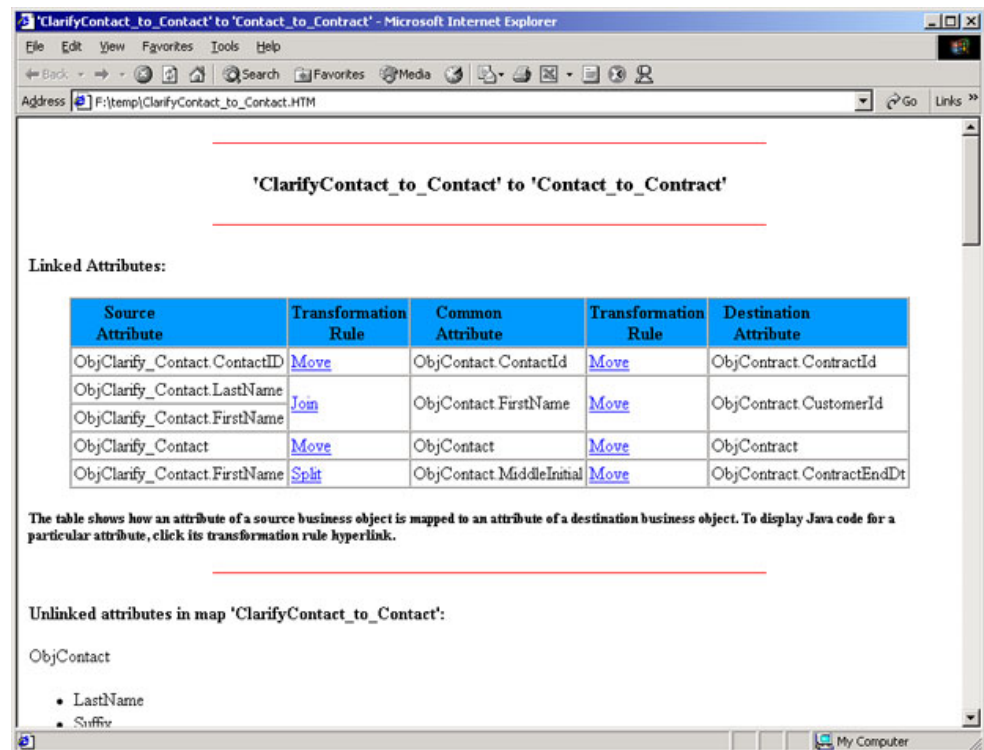 'ClarifyContact_to_Contact' to 'Contact_to_Contract' - Microsoft Internet Explorer
File Edit View Favorites Tools Help
Back Search Favorites Media
Address F:\temp\ClarifyContact_to_Contact.HTM Go Links »
'ClarifyContact_to_Contact' to 'Contact_to_Contract'
Linked Attributes:
Source Transformation Common Transformation Destination
Attribute Rule Attribute Rule Attribute
ObjClarify_Contact.ContactID Move ObjContact.ContactId Move ObjContract.ContractId
ObjClarify_Contact.LastName
Join ObjContact.FirstName Move ObjContract.CustomerId
ObjClarify_Contact.FirstName
ObjClarify_Contact Move ObjContact Move ObjContract
ObjClarify_Contact.FirstName Split ObjContact.MiddleInitial Move ObjContract.ContractEndDt
The table shows how an attribute of a source business object is mapped to an attribute of a destination business object. To display Java code for a
particular attribute, click its transformation rule hyperlink.
Unlinked attributes in map 'ClarifyContact_to_Contact':
ObjContact
• LastName
• Suffix
My Computer